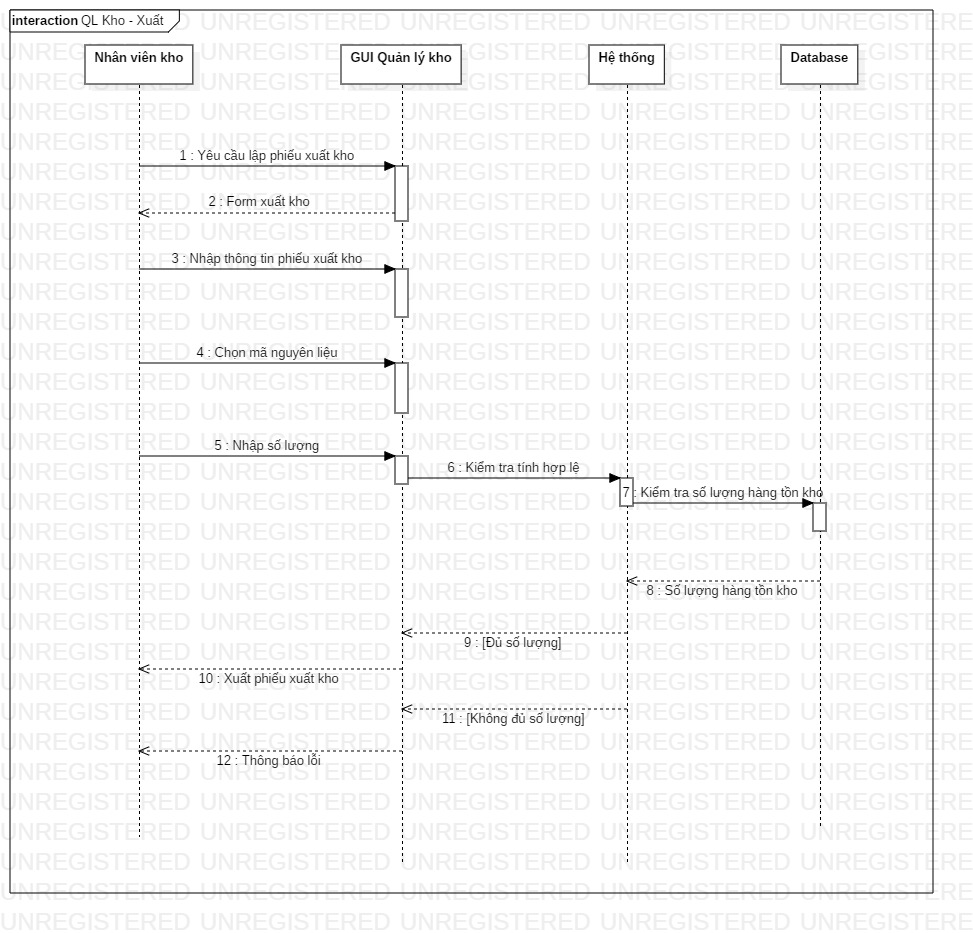 interaction QL Kho - Xuất
Nhân viên kho
GUI Quản lý kho
Hệ thống
Database
1 : Yêu cầu lập phiếu xuất kho
2 : Form xuất kho
3 : Nhập thông tin phiếu xuất kho
4 : Chọn mã nguyên liệu
5 : Nhập số lượng
6 : Kiểm tra tính hợp lệ
7 : Kiểm tra số lượng hàng tồn kho
8 : Số lượng hàng tồn kho
9 : [Đủ số lượng]
10 : Xuất phiếu xuất kho
11 : [Không đủ số lượng]
12 : Thông báo lỗi
UNREGISTERED